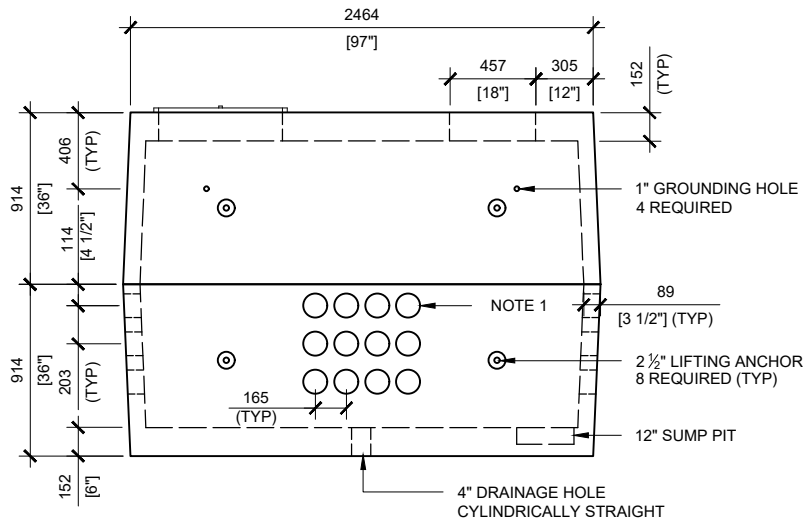 2464
[97"]
457
[18"]
305
[12"]
152
(TYP)
406
(TYP)
914
[36"]
114
[4 1/2"]
1" GROUNDING HOLE
4 REQUIRED
NOTE 1
89
[3 1/2"] (TYP)
914
[36"]
203
(TYP)
165
(TYP)
2 ½" LIFTING ANCHOR
8 REQUIRED (TYP)
12" SUMP PIT
152
[6"]
4" DRAINAGE HOLE
CYLINDRICALLY STRAIGHT